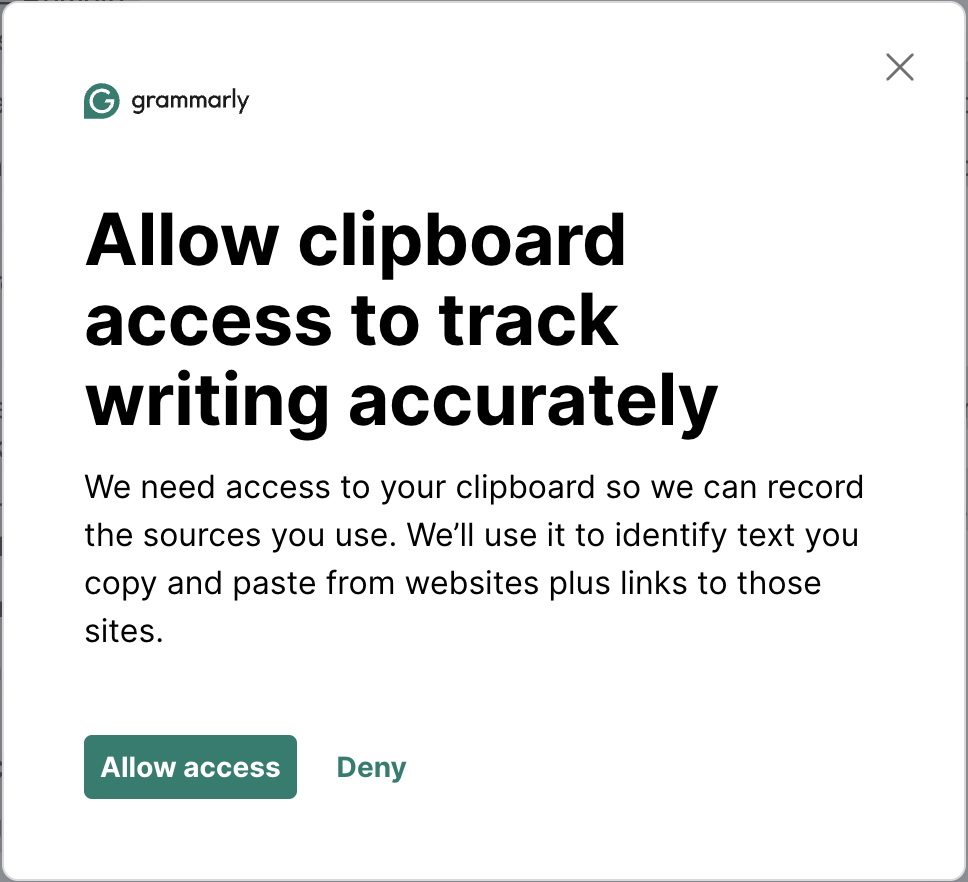 grammarly
Allow clipboard
access to track
writing accurately
We need access to your clipboard so we can record
the sources you use. We’ll use it to identify text you
copy and paste from websites plus links to those
sites.
Allow access
Deny